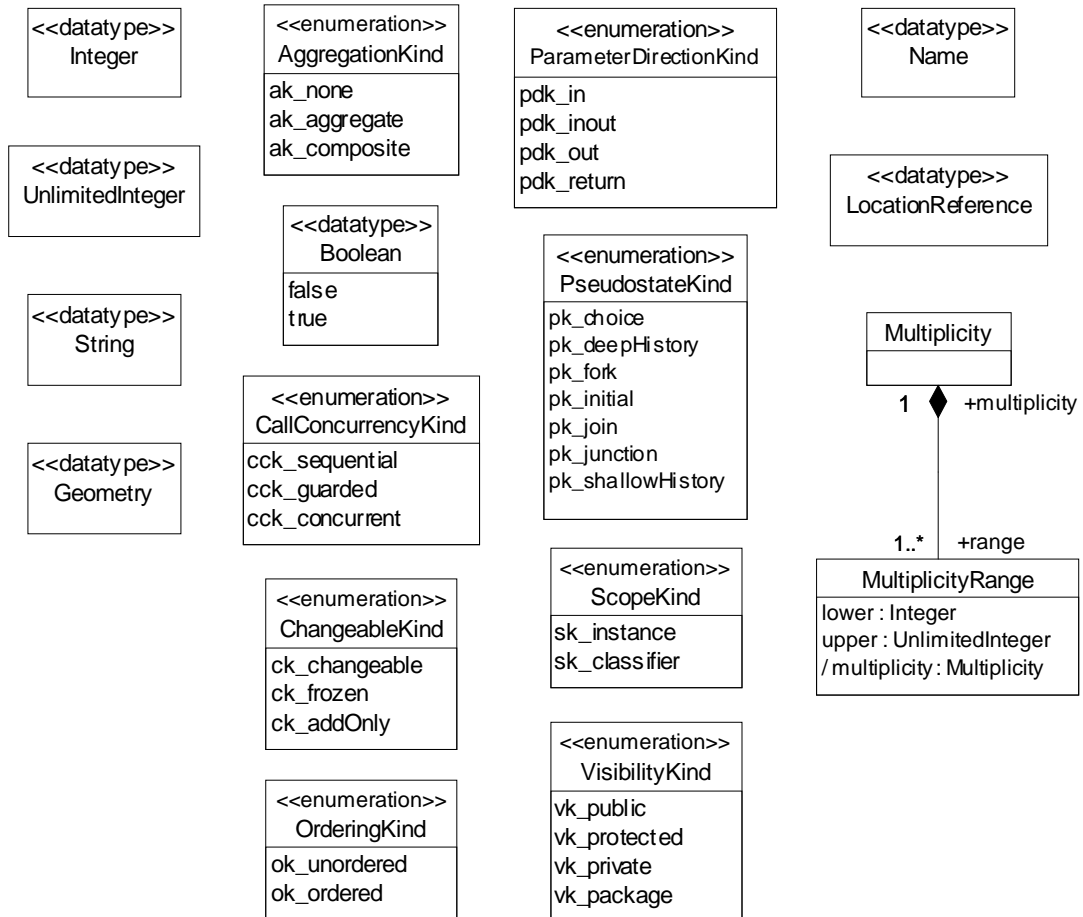 <<datatype>>
Integer
<<datatype>>
UnlimitedInteger
<<datatype>>
String
<<datatype>>
Geometry
<<enumeration>>
AggregationKind
ak_none
ak_aggregate
ak_composite
<<datatype>>
Boolean
false
true
<<enumeration>>
CallConcurrencyKind
cck_sequential
cck_guarded
cck_concurrent
<<enumeration>>
ChangeableKind
ck_changeable
ck_frozen
ck_addOnly
<<enumeration>>
OrderingKind
ok_unordered
ok_ordered
<<enumeration>>
ParameterDirectionKind
pdk_in
pdk_inout
pdk_out
pdk_return
<<enumeration>>
PseudostateKind
pk_choice
pk_deepHistory
pk_fork
pk_initial
pk_join
pk_junction
pk_shallowHistory
<<enumeration>>
ScopeKind
sk_instance
sk_classifier
<<enumeration>>
VisibilityKind
vk_public
vk_protected
vk_private
vk_package
<<datatype>>
Name
<<datatype>>
LocationReference
Multiplicity
1 +multiplicity
1..* +range
MultiplicityRange
lower : Integer
upper : UnlimitedInteger
/ multiplicity : Multiplicity